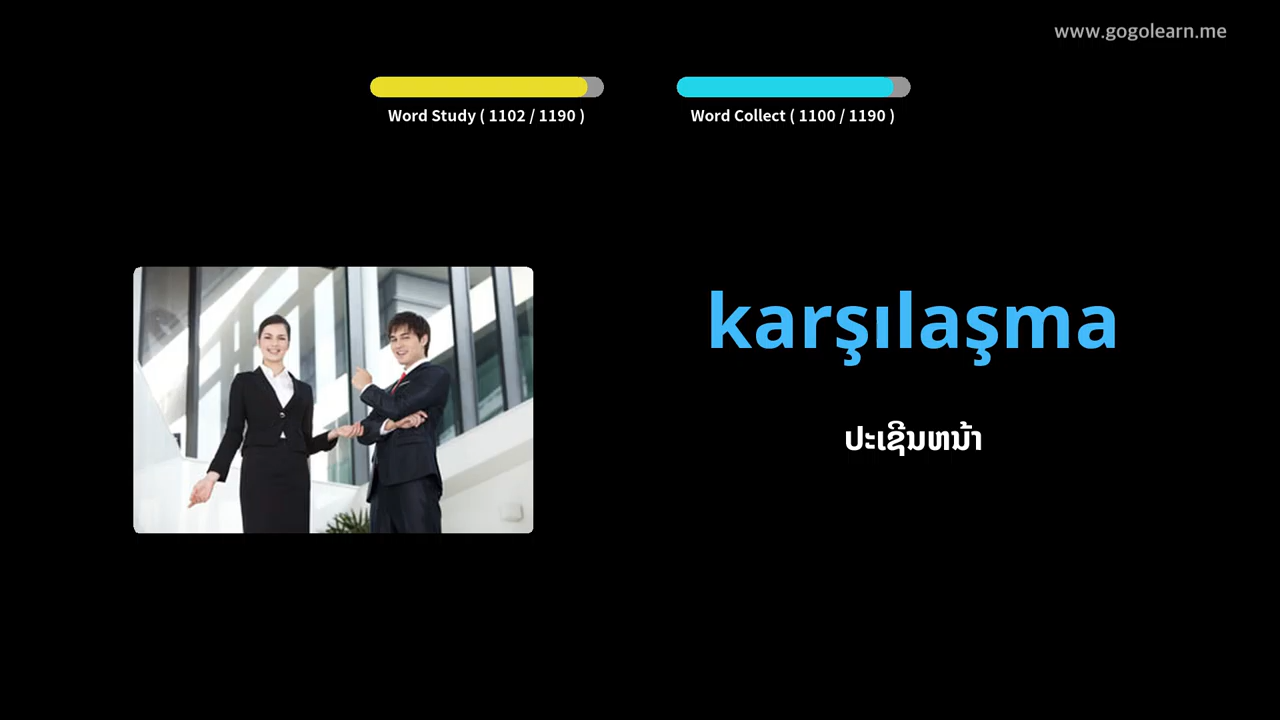 www.gogolearn.me
Word Study ( 1102 / 1190 )
Word Collect ( 1100 / 1190 )
karşılaşma
ປະເຊີນຫນ້າ